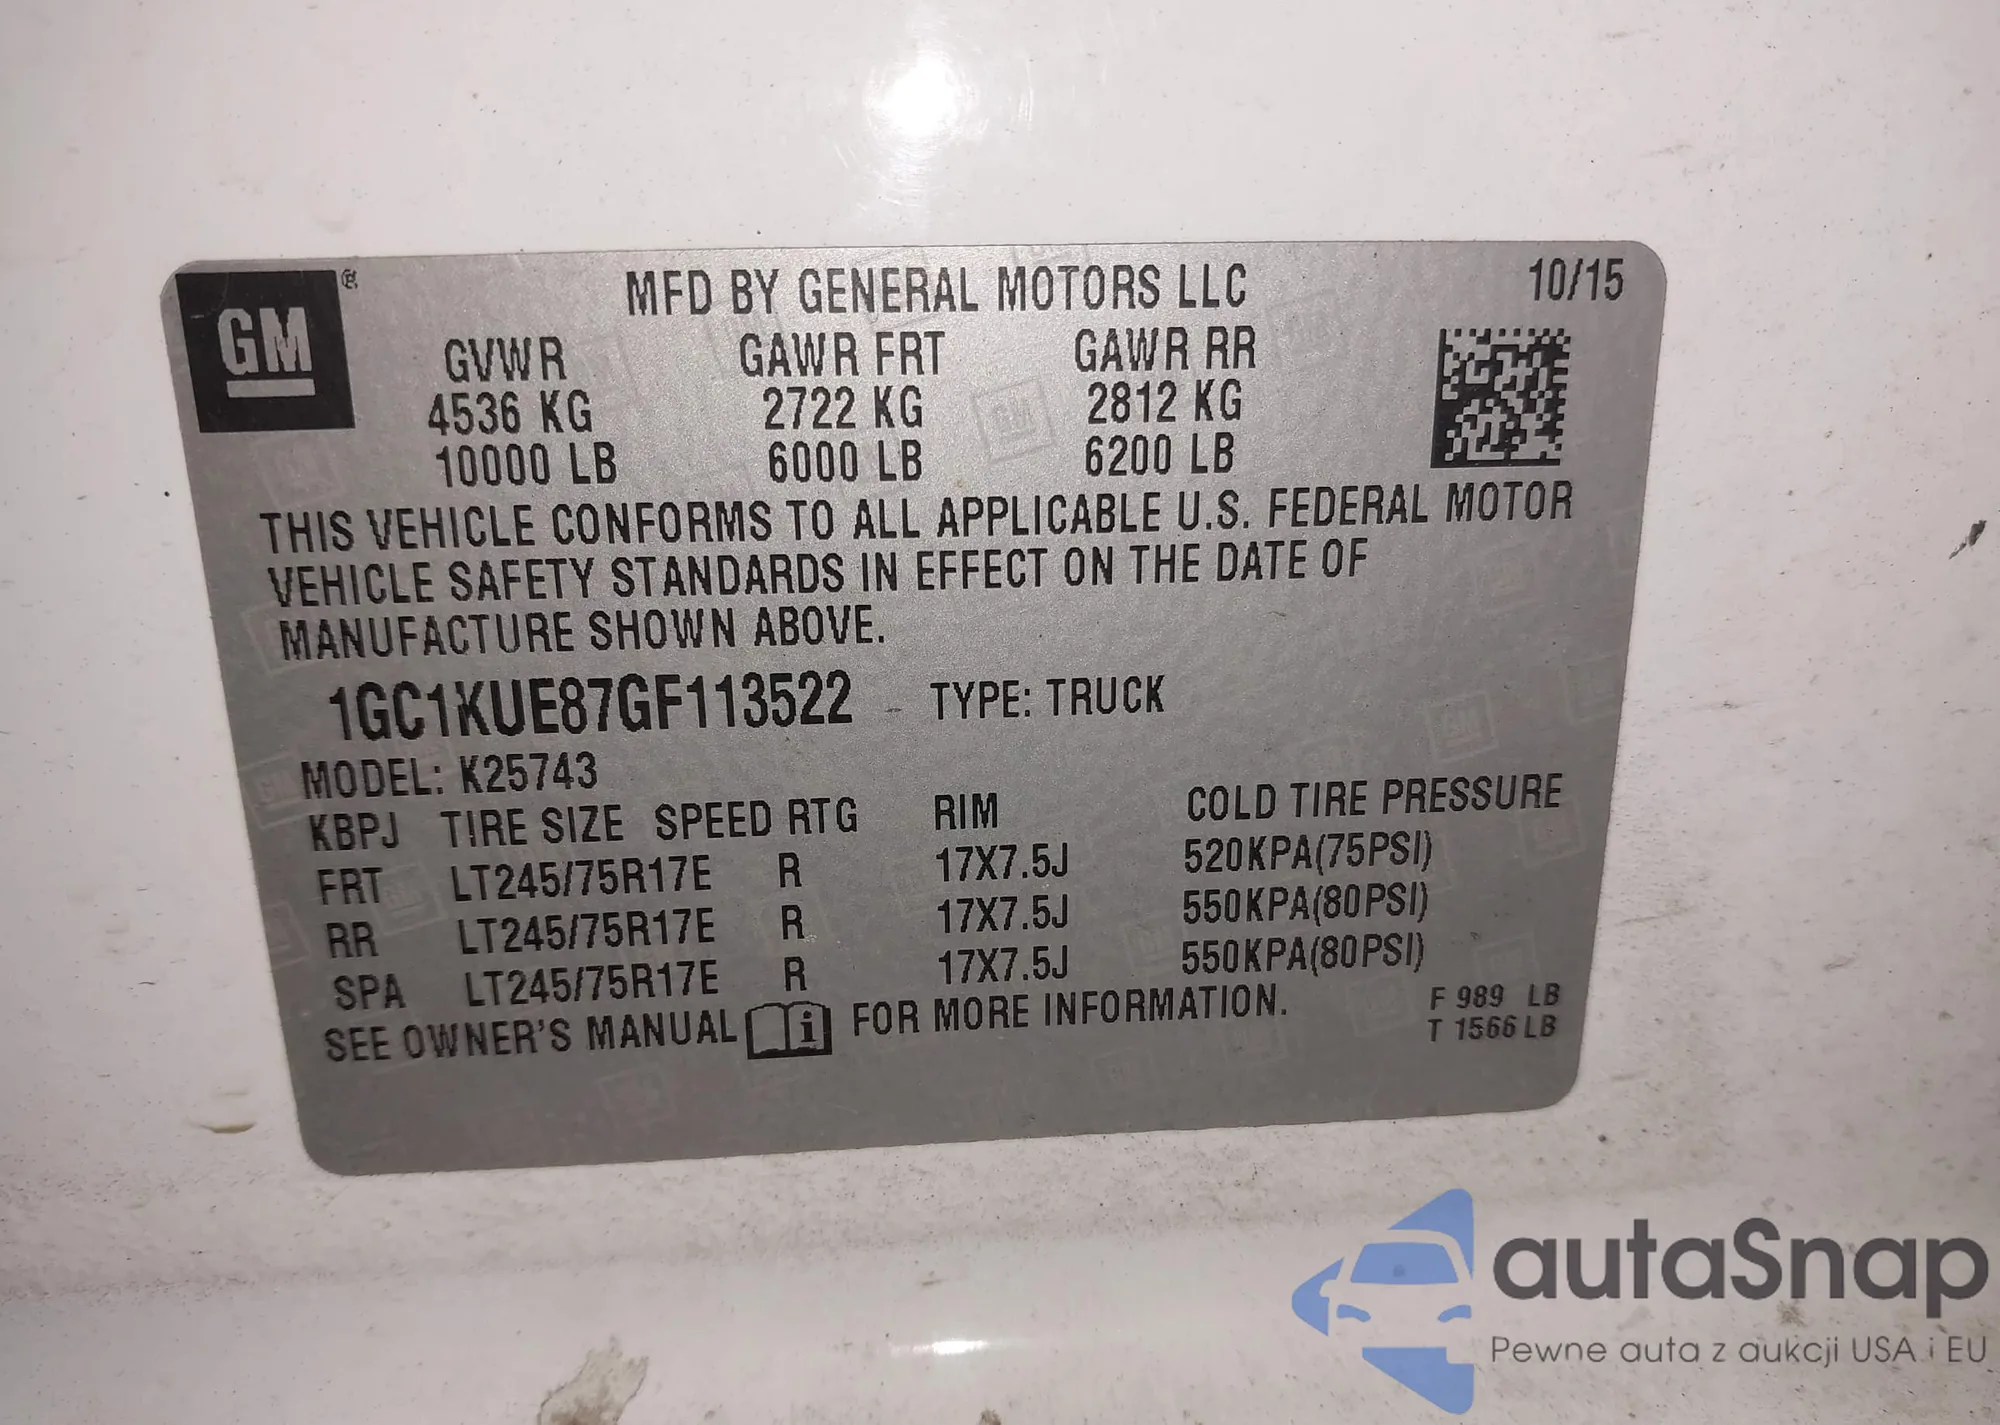 GM ®
MFD BY GENERAL MOTORS LLC 10/15
GVWR GAWR FRT GAWR RR
4536 KG 2722 KG 2812 KG
10000 LB 6000 LB 6200 LB
THIS VEHICLE CONFORMS TO ALL APPLICABLE U.S. FEDERAL MOTOR
VEHICLE SAFETY STANDARDS IN EFFECT ON THE DATE OF
MANUFACTURE SHOWN ABOVE.
1GC1KUE87GF113522 TYPE: TRUCK
MODEL: K25743
KBPJ TIRE SIZE SPEED RTG RIM COLD TIRE PRESSURE
FRT LT245/75R17E R 17X7.5J 520KPA(75PSI)
RR LT245/75R17E R 17X7.5J 550KPA(80PSI)
SPA LT245/75R17E R 17X7.5J 550KPA(80PSI)
SEE OWNER'S MANUAL i FOR MORE INFORMATION.
F 989 LB
T 1566 LB
autaSnap
Pewne auta z aukcji USA i EU